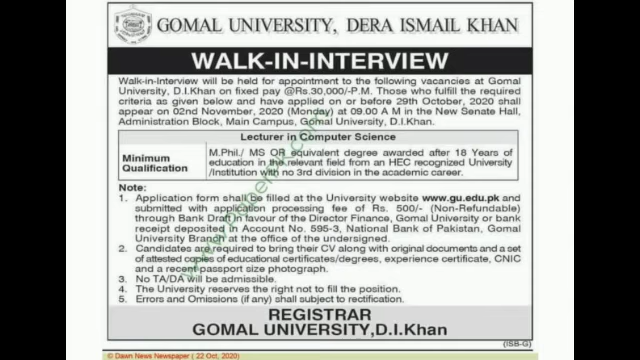 GOMAL UNIVERSITY, DERA ISMAIL KHAN
WALK-IN-INTERVIEW
Walk-in-Interview will be held for appointment to the following vacancies at Gomal
University, D.I.Khan on fixed pay @Rs.30,000/-P.M. Those who fulfill the required
criteria as given below and have applied on or before 29th October, 2020 shall
appear on 02nd November, 2020 (Monday) at 09.00 A M in the New Senate Hall,
Administration Block, Main Campus, Gomal University, D.I.Khan.
Lecturer in Computer Science
Minimum
Qualification
M.Phil./ MS OR equivalent degree awarded after 18 Years of
education in the relevant field from an HEC recognized University
/Institution with no 3rd division in the academic career.
Note:
1. Application form shall be filled at the University website www.gu.edu.pk and
submitted with application processing fee of Rs. 500/- (Non-Refundable)
through Bank Draft in favour of the Director Finance, Gomal University or bank
receipt deposited in Account No. 595-3, National Bank of Pakistan, Gomal
University Branch at the office of the undersigned.
2. Candidates are required to bring their CV along with original documents and a set
of attested copies of educational certificates/degrees, experience certificate, CNIC
and a recent passport size photograph.
3. No TA/DA will be admissible.
4. The University reserves the right not to fill the position.
5. Errors and Omissions (if any) shall subject to rectification.
REGISTRAR
GOMAL UNIVERSITY,D.I.Khan
(ISB-G)
© Dawn News Newspaper ( 22 Oct, 2020)